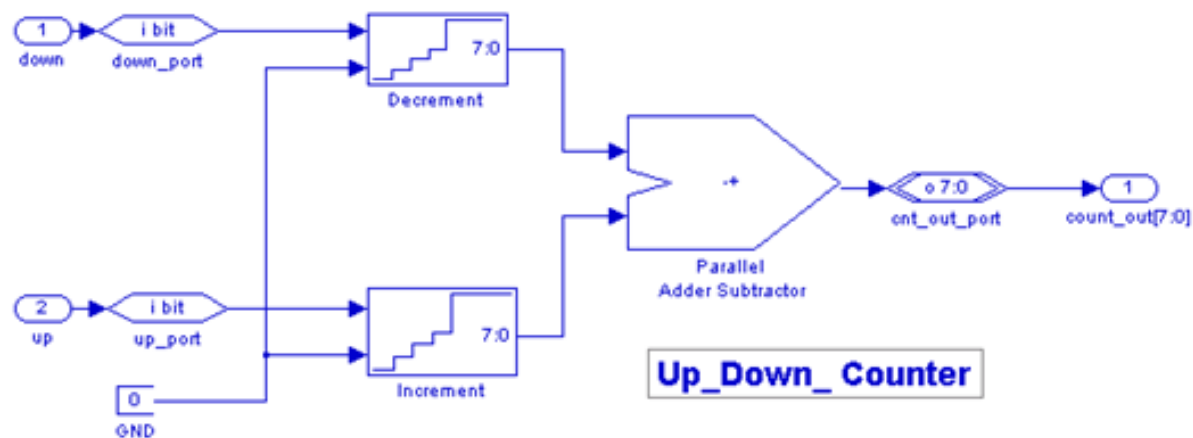 1
i bit
down
down_port
7:0
Decrement
-+
o 7:0
1
cnt_out_port
count_out[7:0]
Parallel
Adder Subtractor
2
i bit
up
up_port
7:0
Increment
0
GND
Up_Down_ Counter